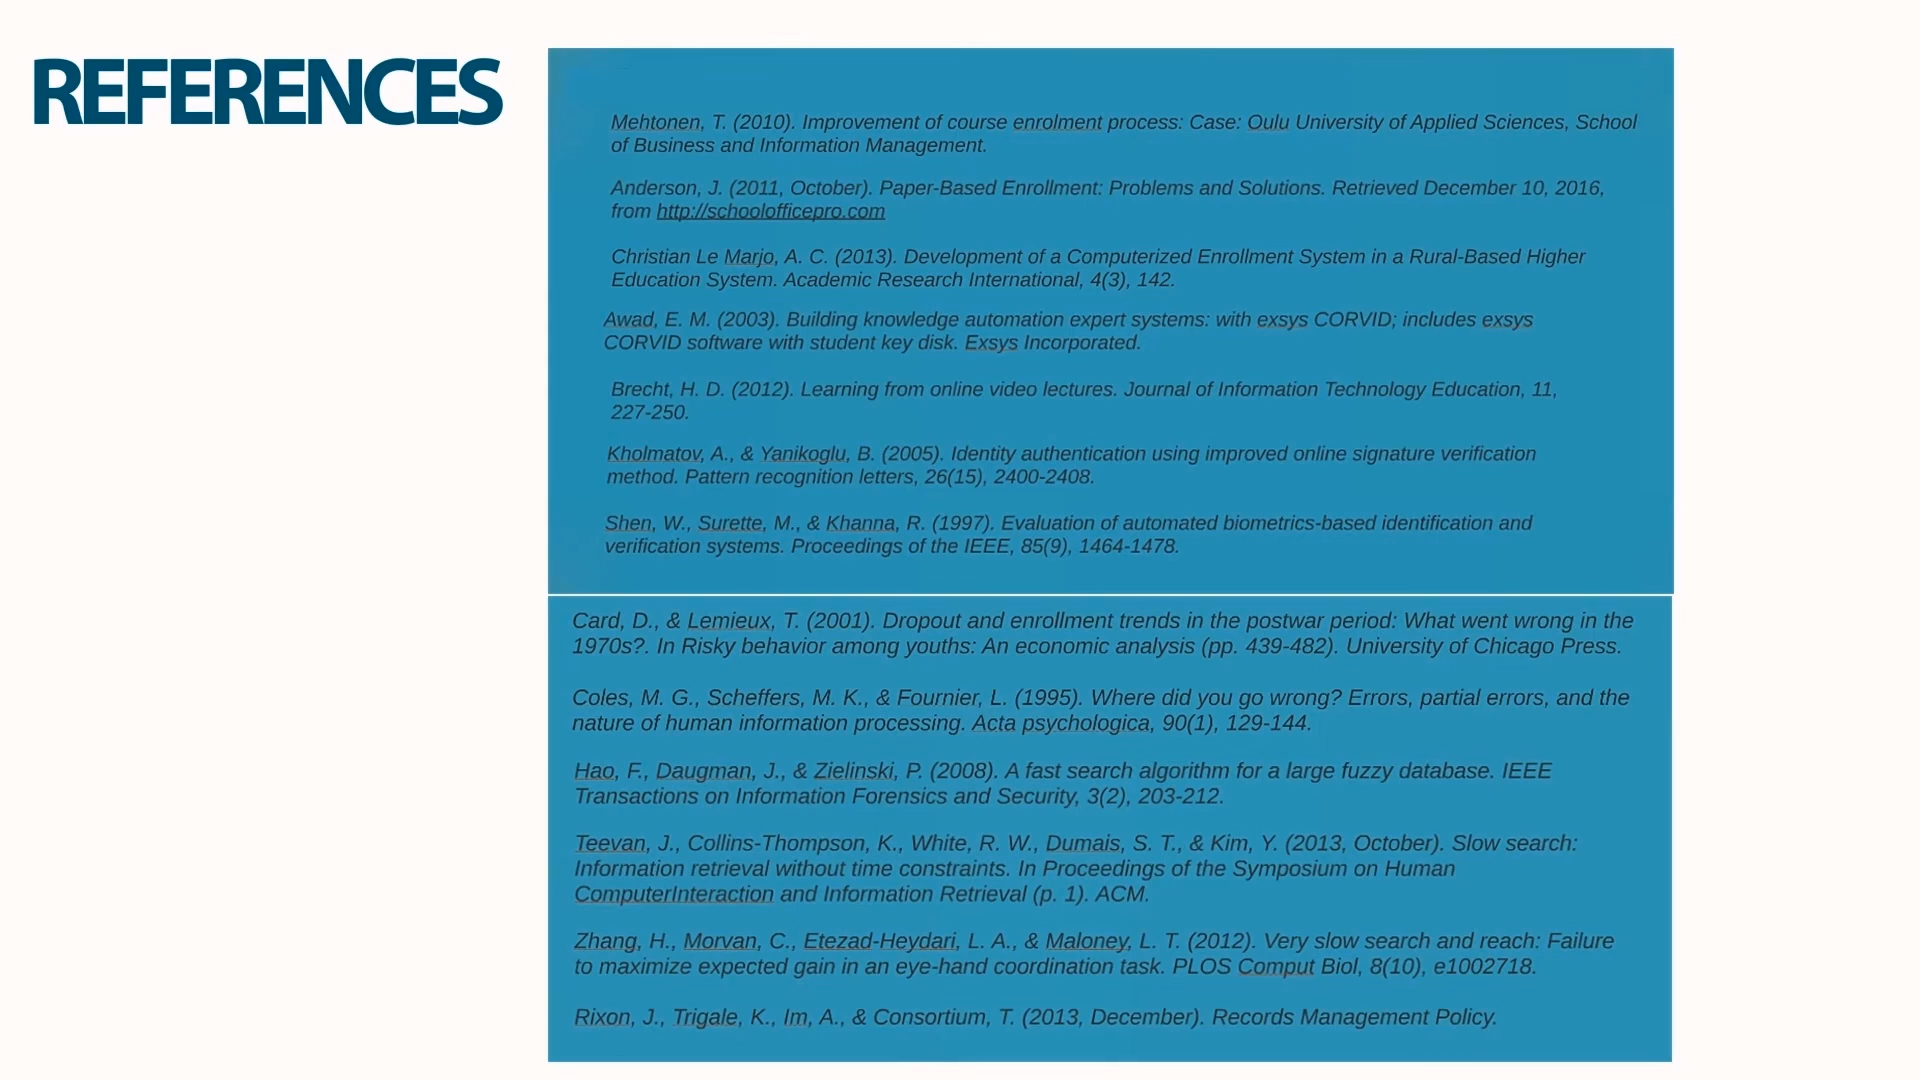 REFERENCES
Mehtonen, T. (2010). Improvement of course enrolment process: Case: Oulu University of Applied Sciences, School
of Business and Information Management.
Anderson, J. (2011, October). Paper-Based Enrollment: Problems and Solutions. Retrieved December 10, 2016,
from http://schoolofficepro.com
Christian Le Marjo, A. C. (2013). Development of a Computerized Enrollment System in a Rural-Based Higher
Education System. Academic Research International, 4(3), 142.
Awad, E. M. (2003). Building knowledge automation expert systems: with exsys CORVID; includes exsys
CORVID software with student key disk. Exsys Incorporated.
Brecht, H. D. (2012). Learning from online video lectures. Journal of Information Technology Education, 11,
227-250.
Kholmatov, A., & Yanikoglu, B. (2005). Identity authentication using improved online signature verification
method. Pattern recognition letters, 26(15), 2400-2408.
Shen, W., Surette, M., & Khanna, R. (1997). Evaluation of automated biometrics-based identification and
verification systems. Proceedings of the IEEE, 85(9), 1464-1478.
Card, D., & Lemieux, T. (2001). Dropout and enrollment trends in the postwar period: What went wrong in the
1970s?. In Risky behavior among youths: An economic analysis (pp. 439-482). University of Chicago Press.
Coles, M. G., Scheffers, M. K., & Fournier, L. (1995). Where did you go wrong? Errors, partial errors, and the
nature of human information processing. Acta psychologica, 90(1), 129-144.
Hao, F., Daugman, J., & Zielinski, P. (2008). A fast search algorithm for a large fuzzy database. IEEE
Transactions on Information Forensics and Security, 3(2), 203-212.
Teevan, J., Collins-Thompson, K., White, R. W., Dumais, S. T., & Kim, Y. (2013, October). Slow search:
Information retrieval without time constraints. In Proceedings of the Symposium on Human
ComputerInteraction and Information Retrieval (p. 1). ACM.
Zhang, H., Morvan, C., Etezad-Heydari, L. A., & Maloney, L. T. (2012). Very slow search and reach: Failure
to maximize expected gain in an eye-hand coordination task. PLOS Comput Biol, 8(10), e1002718.
Rixon, J., Trigale, K., Im, A., & Consortium, T. (2013, December). Records Management Policy.